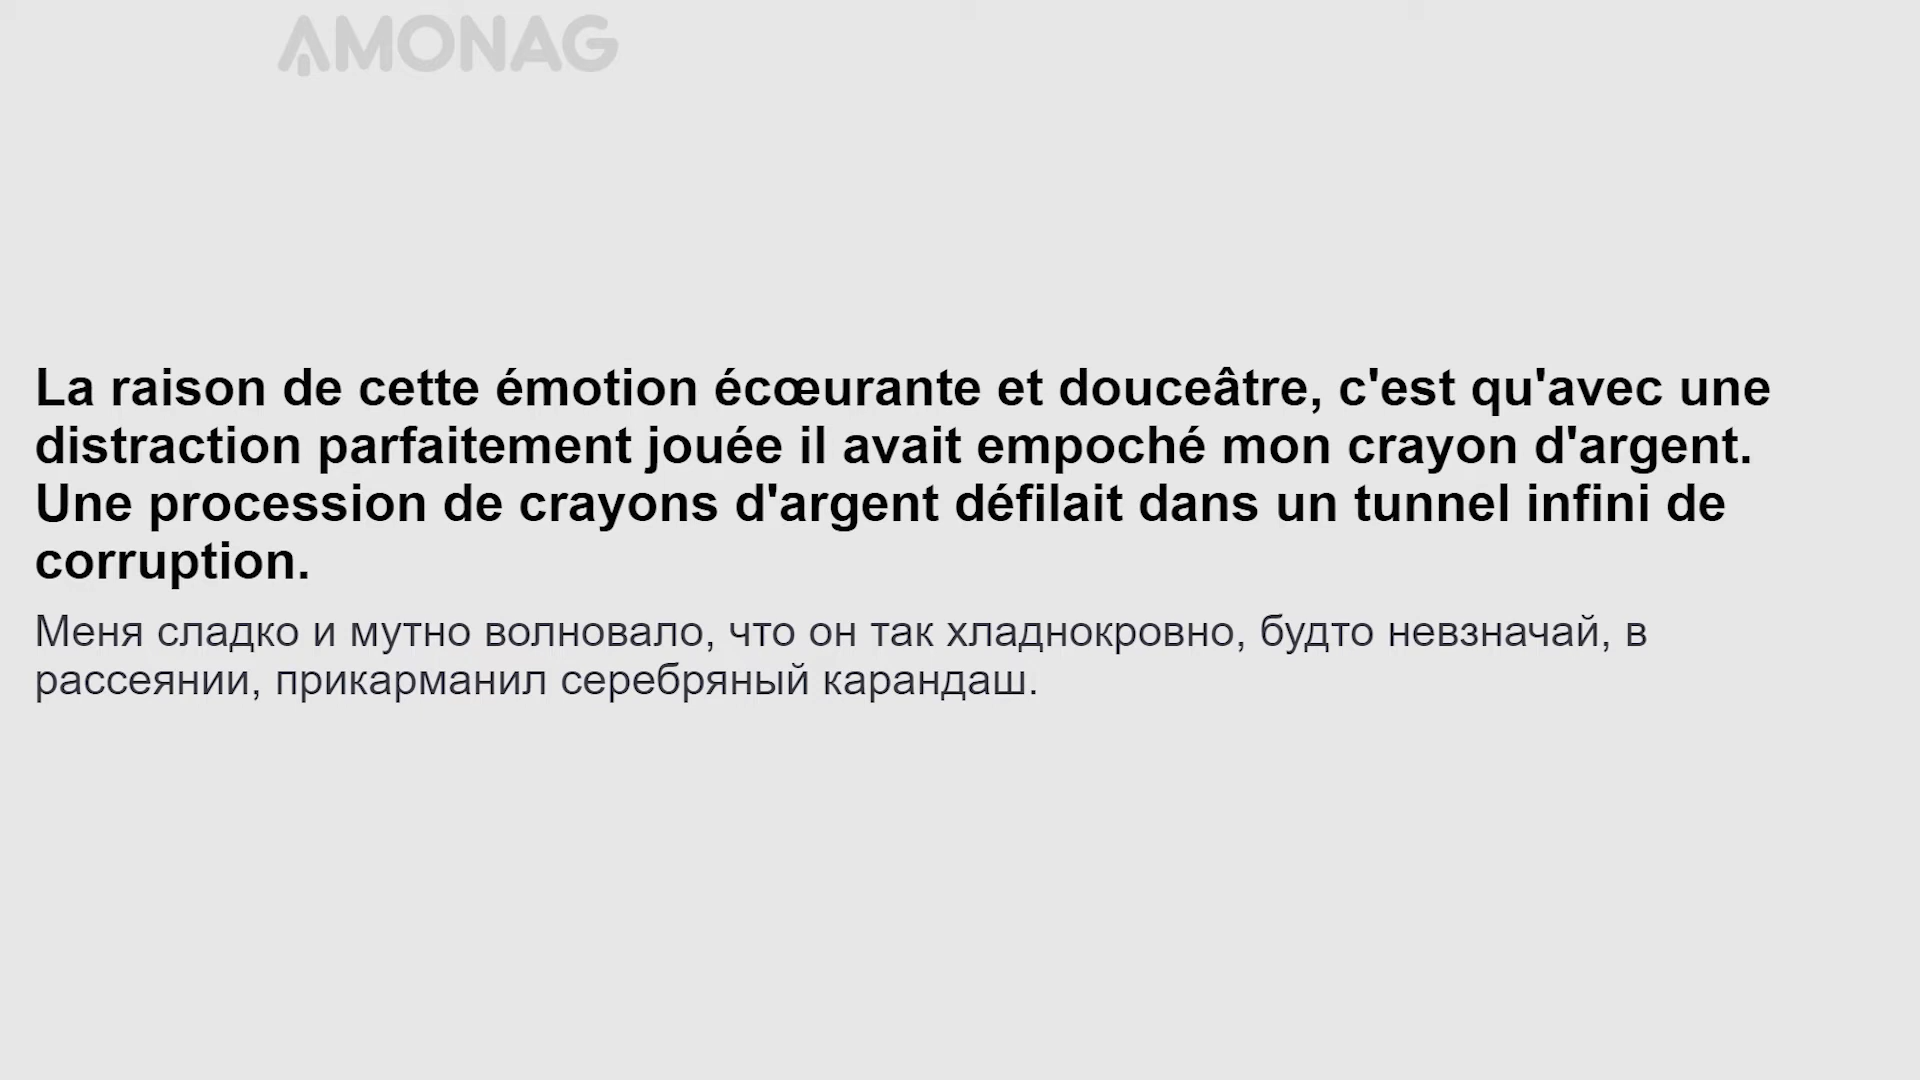 AMONAG
La raison de cette émotion écœurante et douceâtre, c'est qu'avec une
distraction parfaitement jouée il avait empoché mon crayon d'argent.
Une procession de crayons d'argent défilait dans un tunnel infini de
corruption.
Меня сладко и мутно волновало, что он так хладнокровно, будто невзначай, в
рассеянии, прикарманил серебряный карандаш.